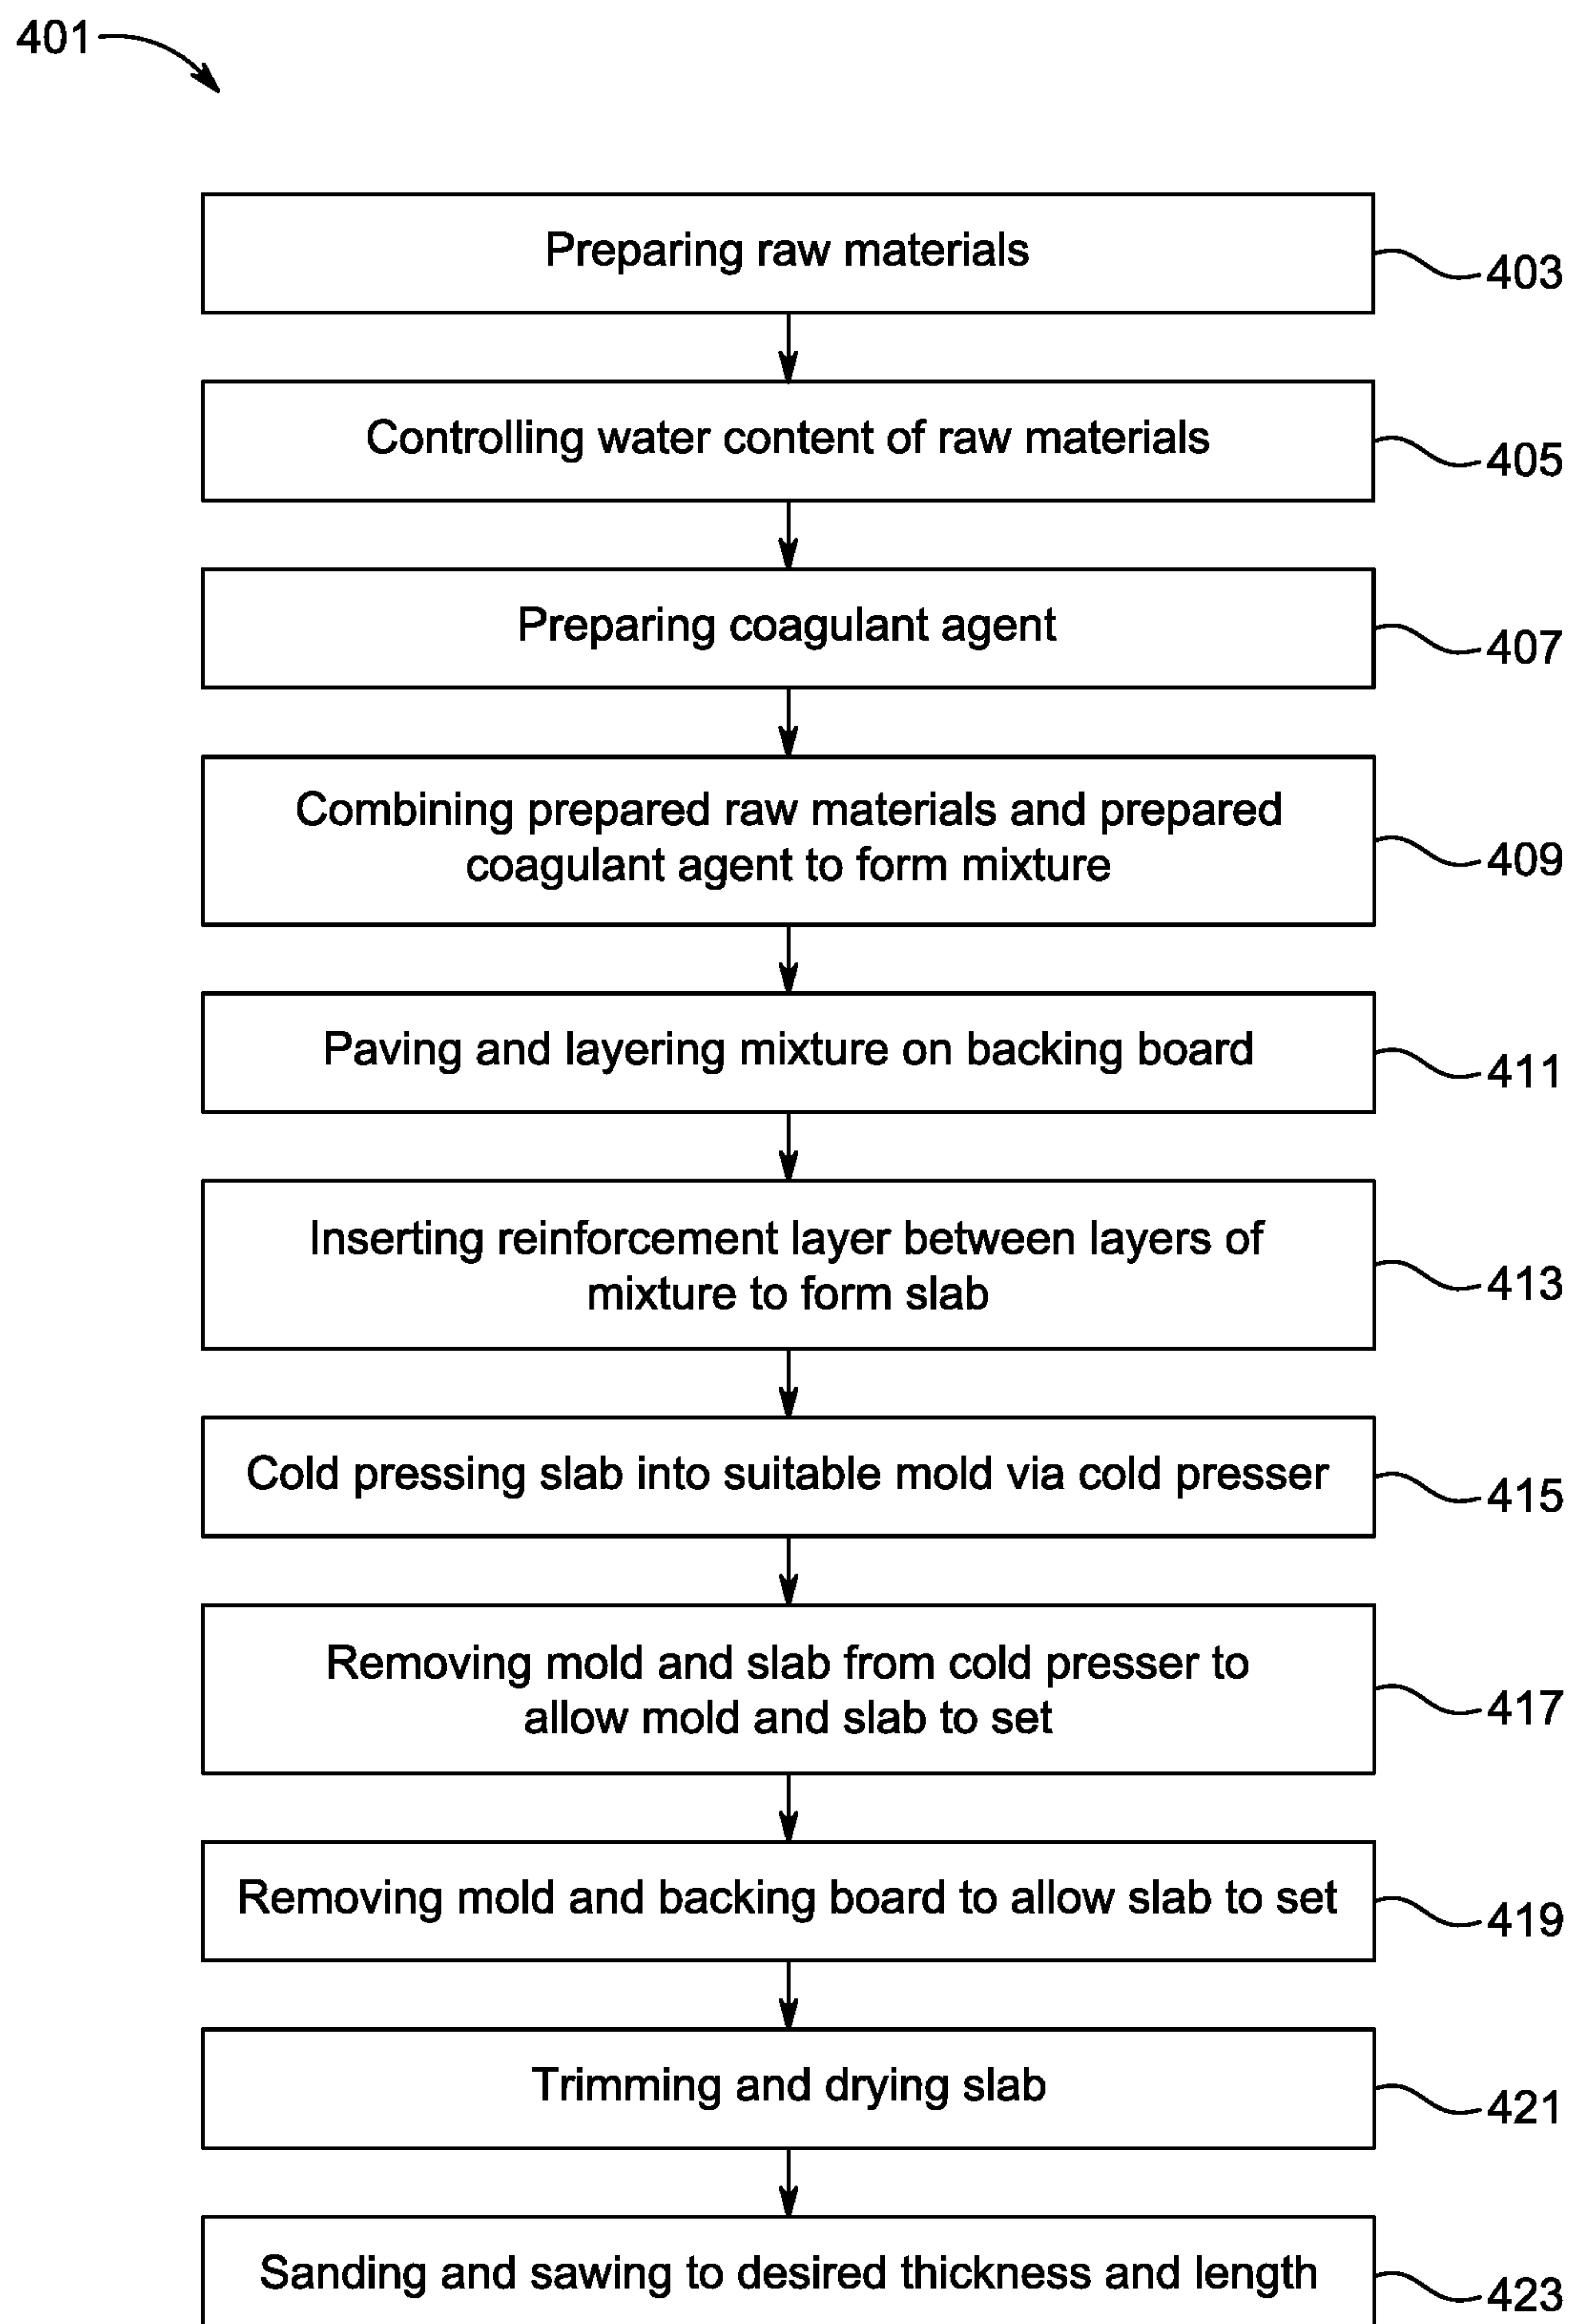 401
Preparing raw materials
403
Controlling water content of raw materials
405
Preparing coagulant agent
407
Combining prepared raw materials and prepared
coagulant agent to form mixture
409
Paving and layering mixture on backing board
411
Inserting reinforcement layer between layers of
mixture to form slab
413
Cold pressing slab into suitable mold via cold presser
415
Removing mold and slab from cold presser to
allow mold and slab to set
417
Removing mold and backing board to allow slab to set
419
Trimming and drying slab
421
Sanding and sawing to desired thickness and length
423